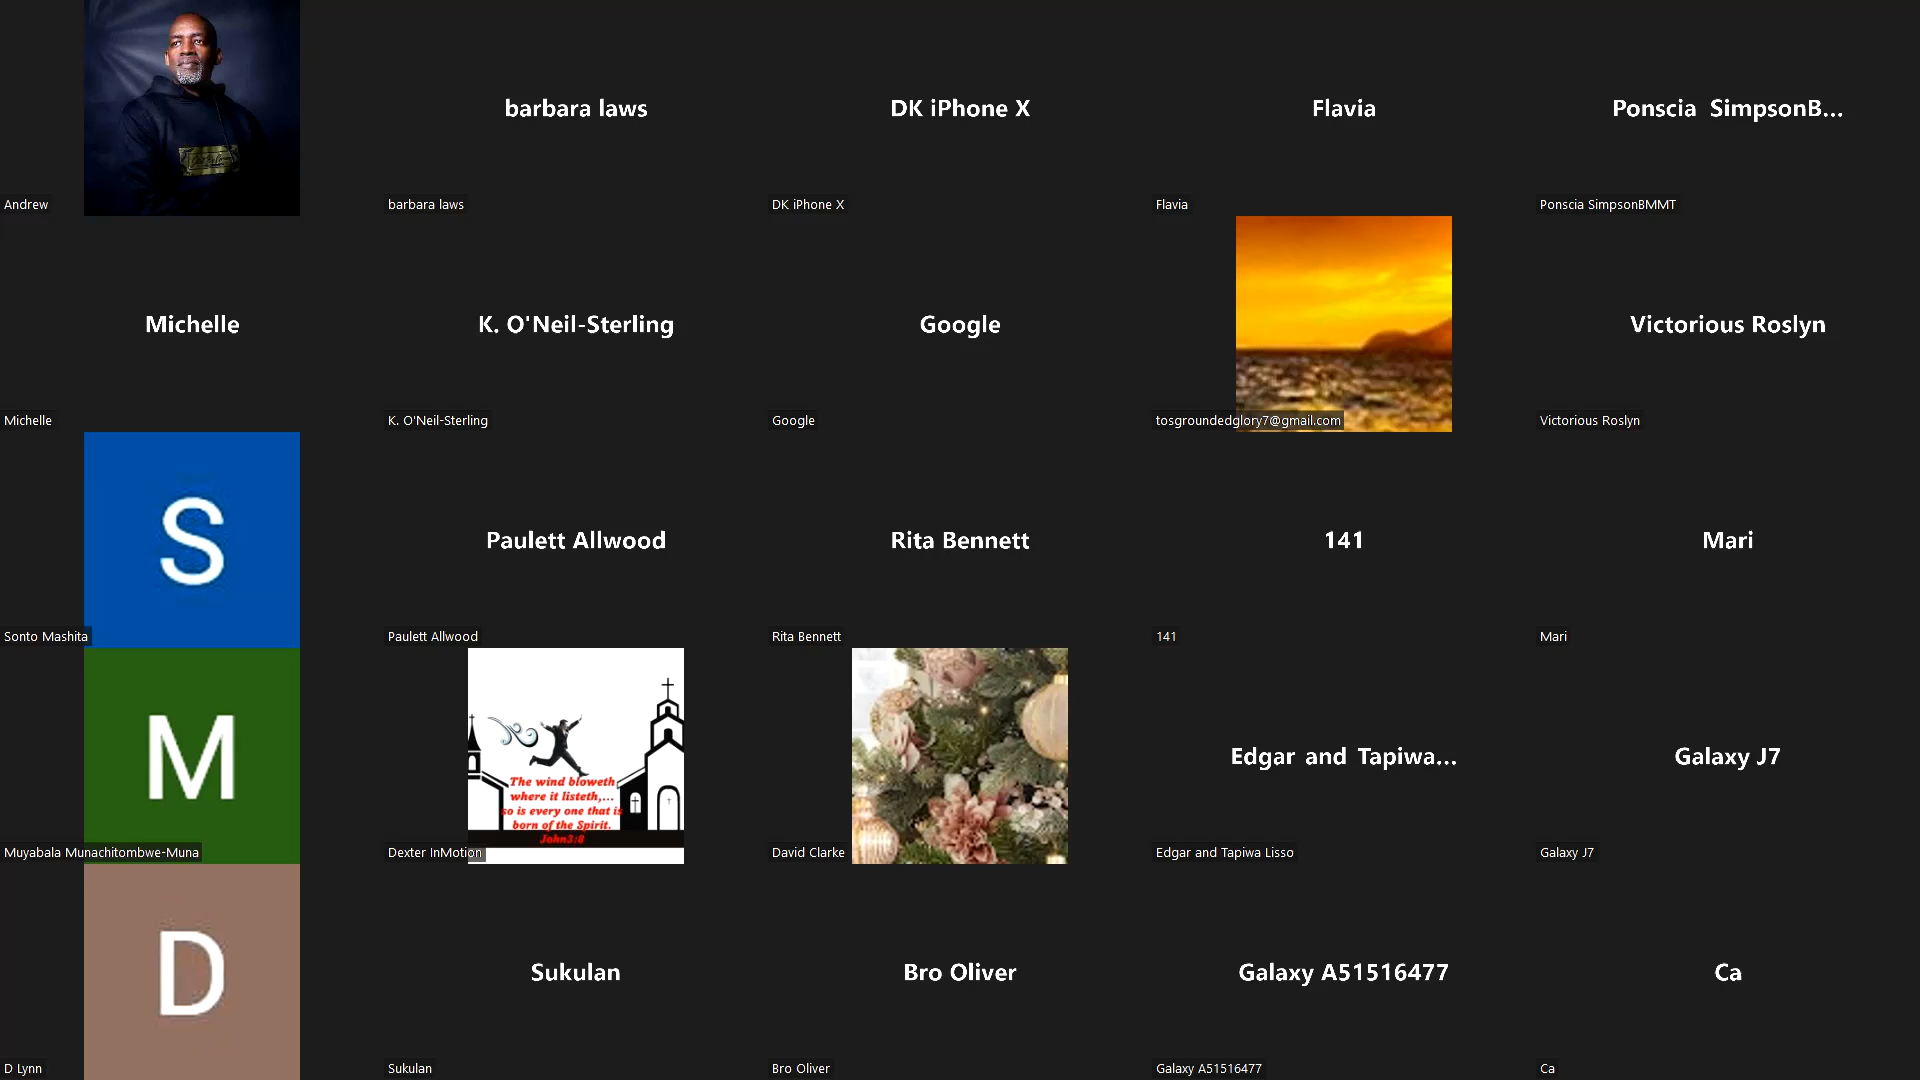 barbara laws
DK iPhone X
Flavia
Ponscia SimpsonB...
Andrew
barbara laws
DK iPhone X
Flavia
Ponscia SimpsonBMMT
Michelle
K. O'Neil-Sterling
Google
Victorious Roslyn
Michelle
K. O'Neil-Sterling
Google
tosgroundedglory7@gmail.com
Victorious Roslyn
S
Paulett Allwood
Rita Bennett
141
Mari
Sonto Mashita
Paulett Allwood
Rita Bennett
141
Mari
M
The wind bloweth
where it listeth,...
so is every one that is
born of the Spirit.
John3:8
Edgar and Tapiwa...
Galaxy J7
Muyabala Munachitombwe-Muna
Dexter InMotion
David Clarke
Edgar and Tapiwa Lisso
Galaxy J7
D
Sukulan
Bro Oliver
Galaxy A51516477
Ca
D Lynn
Sukulan
Bro Oliver
Galaxy A51516477
Ca